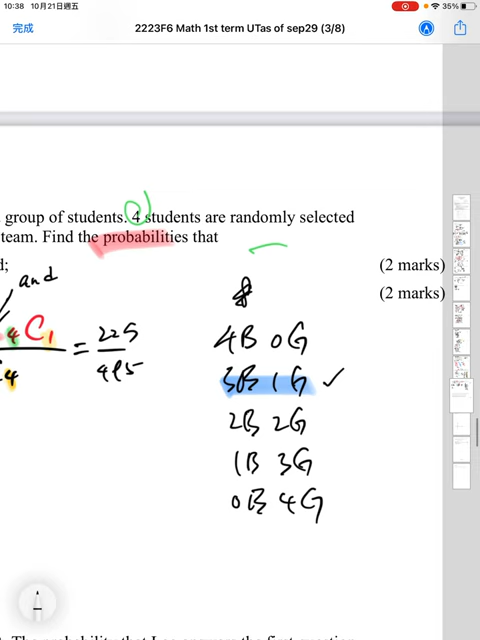 10:38 10月21日週五
35%
完成
2223F6 Math 1st term UTas of sep29 (3/8)
group of students. 4 students are randomly selected
team. Find the probabilities that
d; (2 marks)
and
(2 marks)
4C1
4
= 225
495
4B 0G
3B 1G ✓
2B 2G
1B 3G
0B 4G